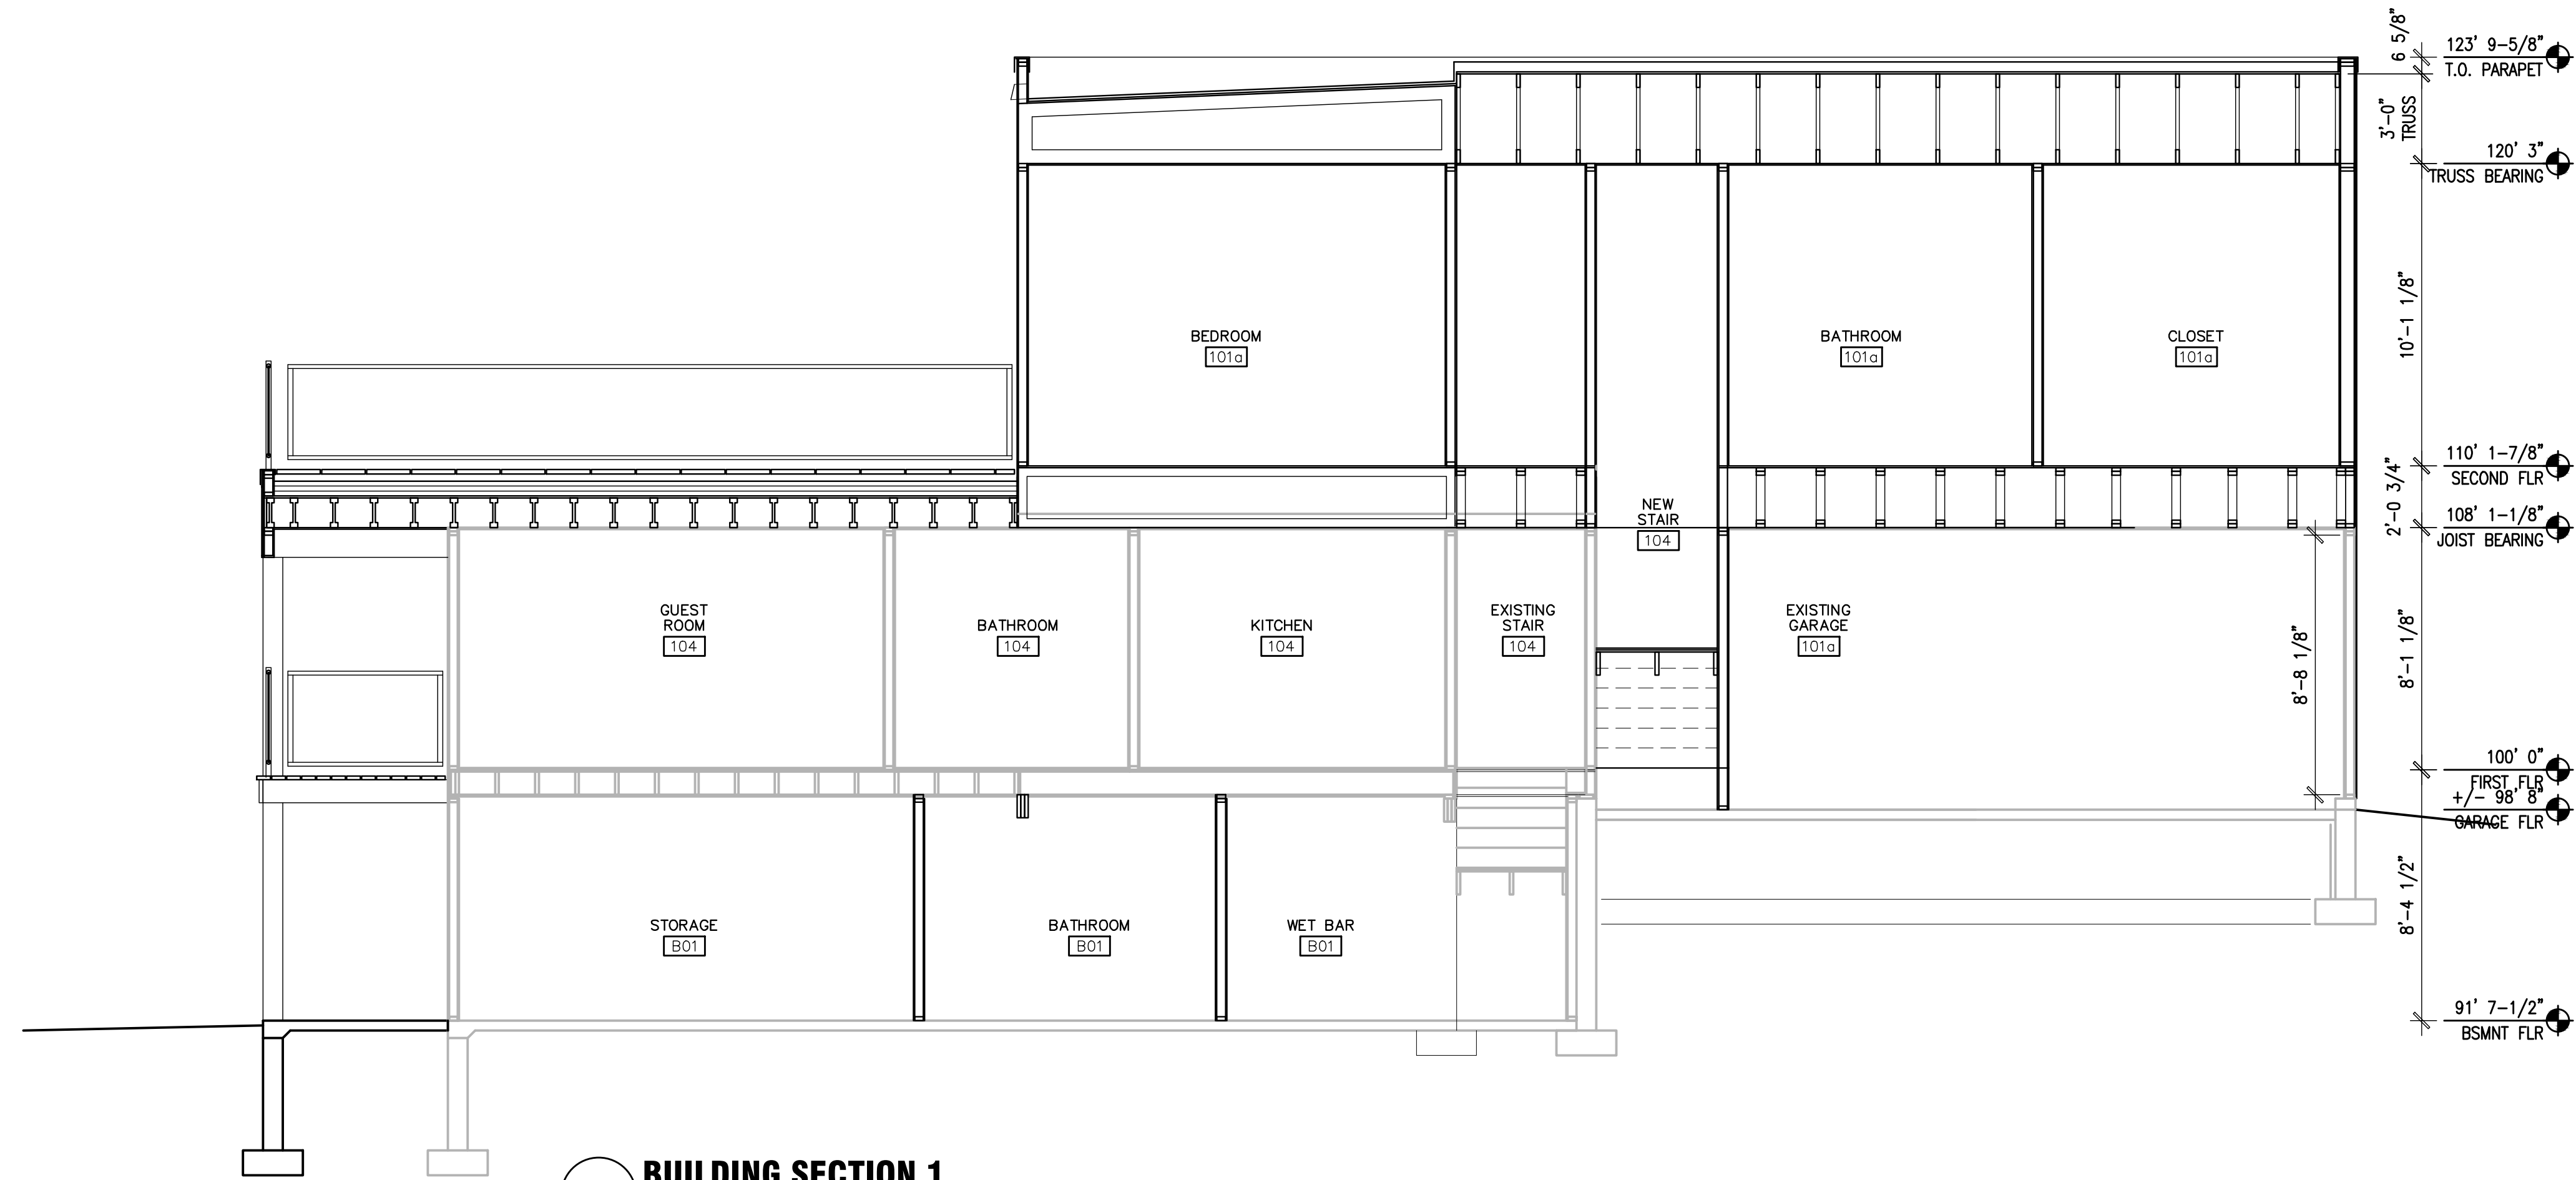 6 5/8"
123' 9-5/8"
T.O. PARAPET
3'-0"
TRUSS
120' 3"
TRUSS BEARING
10'-1 1/8"
BEDROOM
101a
BATHROOM
101a
CLOSET
101a
110' 1-7/8"
SECOND FLR
2'-0 3/4"
108' 1-1/8"
JOIST BEARING
NEW
STAIR
104
GUEST
ROOM
104
BATHROOM
104
KITCHEN
104
EXISTING
STAIR
104
EXISTING
GARAGE
101a
8'-8 1/8"
8'-1 1/8"
100' 0"
FIRST FLR
+/- 98' 8"
GARAGE FLR
8'-4 1/2"
STORAGE
B01
BATHROOM
B01
WET BAR
B01
91' 7-1/2"
BSMNT FLR
BUILDING SECTION 1